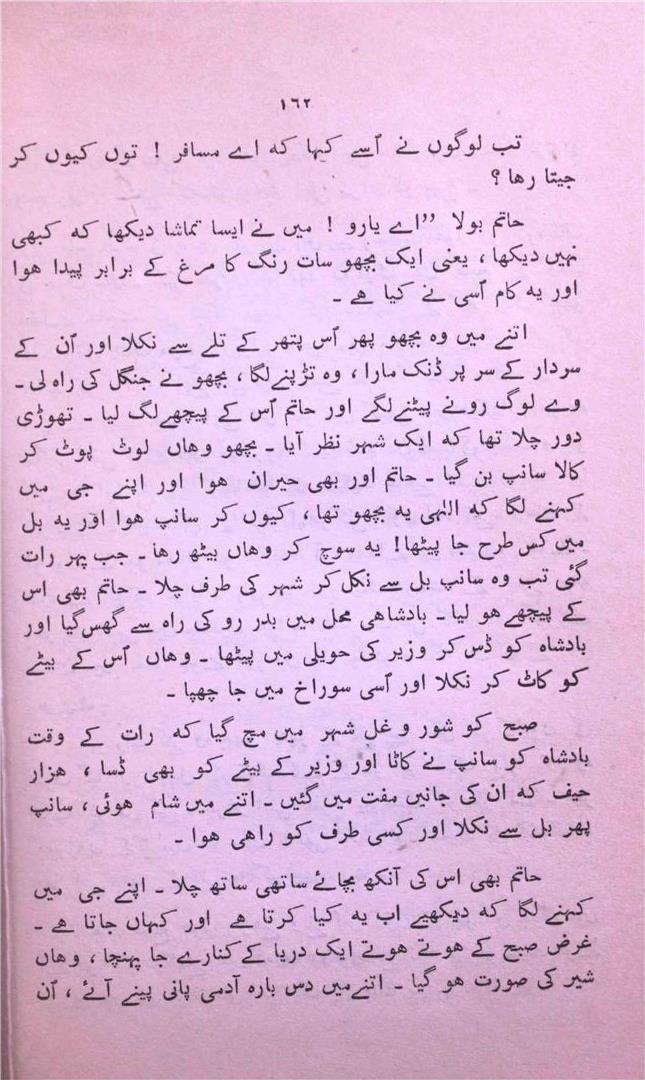 ۱۶۲
تب لوگوں نے اُسے کہا کہ اے مسافر ! توں کیوں کر
جیتا رہا ؟
حاتم بولا ”اے یارو ! میں نے ایسا تماشا دیکھا کہ کبھی
نہیں دیکھا ، یعنی ایک بچھو سات رنگ کا مرغ کے برابر پیدا ہوا
اور یہ کام اُسی نے کیا ہے ۔
اتنے میں وہ بچھو پھر اُس پتھر کے تلے سے نکلا اور اُن کے
سردار کے سر پر ڈنک مارا ، وہ تڑپنے لگا ، بچھو نے جنگل کی راہ لی ۔
وے لوگ رونے پیٹنے لگے اور حاتم اُس کے پیچھے لگ لیا ۔ تھوڑی
دور چلا تھا کہ ایک شہر نظر آیا ۔ بچھو وہاں لوٹ پوٹ کر
کالا سانپ بن گیا ۔ حاتم اور بھی حیران ہوا اور اپنے جی میں
کہنے لگا کہ الٰہی یہ بچھو تھا ، کیوں کر سانپ ہوا اور یہ بل
میں کس طرح جا پیٹھا! یہ سوچ کر وہاں بیٹھ رہا ۔ جب پہر رات
گئی تب وہ سانپ بل سے نکل کر شہر کی طرف چلا ۔ حاتم بھی اس
کے پیچھے ہو لیا ۔ بادشاہی محل میں بدر رو کی راہ سے گھس گیا اور
بادشاہ کو ڈس کر وزیر کی حویلی میں پیٹھا ۔ وہاں اُس کے بیٹے
کو کاٹ کر نکلا اور اُسی سوراخ میں جا چھپا ۔
صبح کو شور و غل شہر میں مچ گیا کہ رات کے وقت
بادشاہ کو سانپ نے کاٹا اور وزیر کے بیٹے کو بھی ڈسا ، ہزار
حیف کہ ان کی جانیں مفت میں گئیں ۔ اتنے میں شام ہوئی ، سانپ
پھر بل سے نکلا اور کسی طرف کو راہی ہوا ۔
حاتم بھی اس کی آنکھ بچائے ساتھی ساتھ چلا ۔ اپنے جی میں
کہنے لگا کہ دیکھیے اب یہ کیا کرتا ہے اور کہاں جاتا ہے ۔
غرض صبح کے ہوتے ہوتے ایک دریا کے کنارے جا پہنچا ، وہاں
شیر کی صورت ہو گیا ۔ اتنے میں دس بارہ آدمی پانی پینے آئے ، اُن